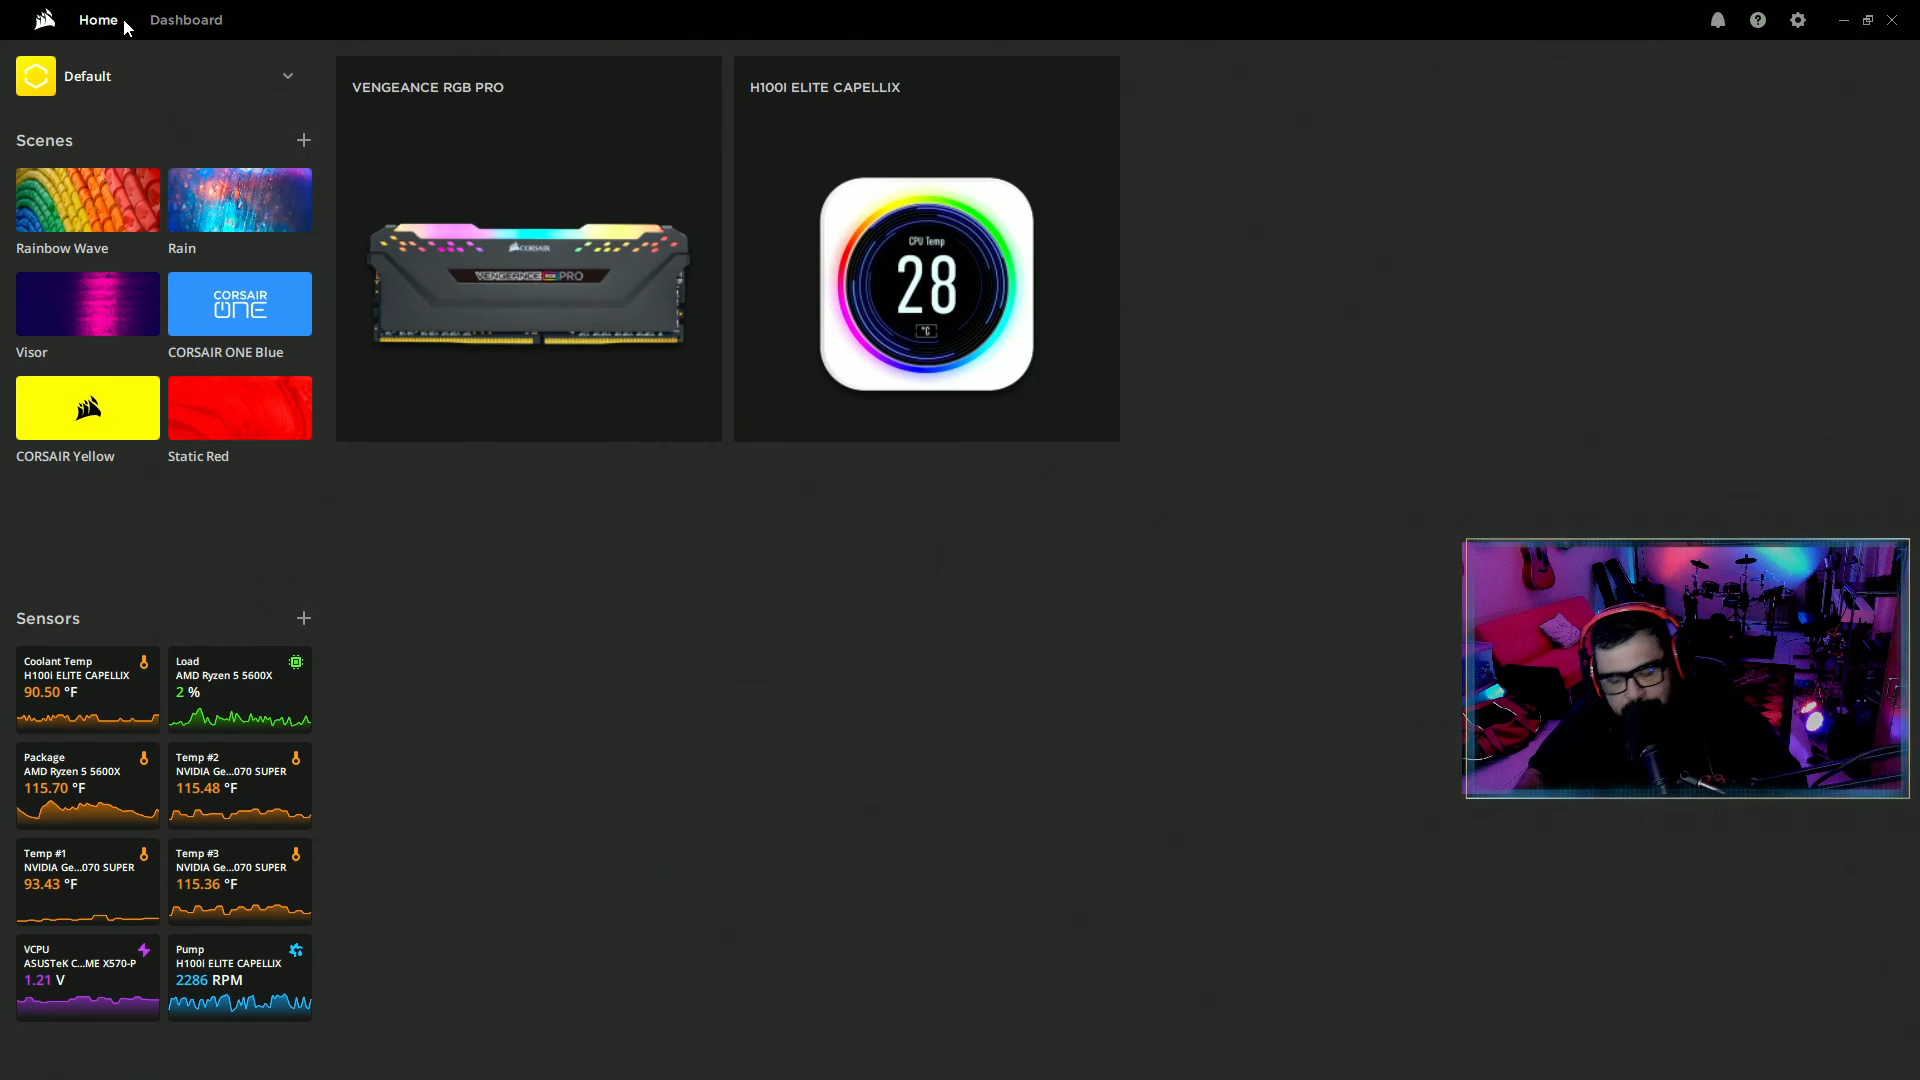 Home
Dashboard
Default
Scenes
Rainbow Wave
Rain
CORSAIR
ONE
Visor
CORSAIR ONE Blue
CORSAIR Yellow
Static Red
VENGEANCE RGB PRO
CORSAIR
VENGEANCE RGB PRO
H100I ELITE CAPELLIX
CPU Temp
28
°C
Sensors
Coolant Temp
H100i ELITE CAPELLIX
90.50 °F
Load
AMD Ryzen 5 5600X
2 %
Package
AMD Ryzen 5 5600X
115.70 °F
Temp #2
NVIDIA Ge...070 SUPER
115.48 °F
Temp #1
NVIDIA Ge...070 SUPER
93.43 °F
Temp #3
NVIDIA Ge...070 SUPER
115.36 °F
VCPU
ASUSTeK C...ME X570-P
1.21 V
Pump
H100i ELITE CAPELLIX
2286 RPM